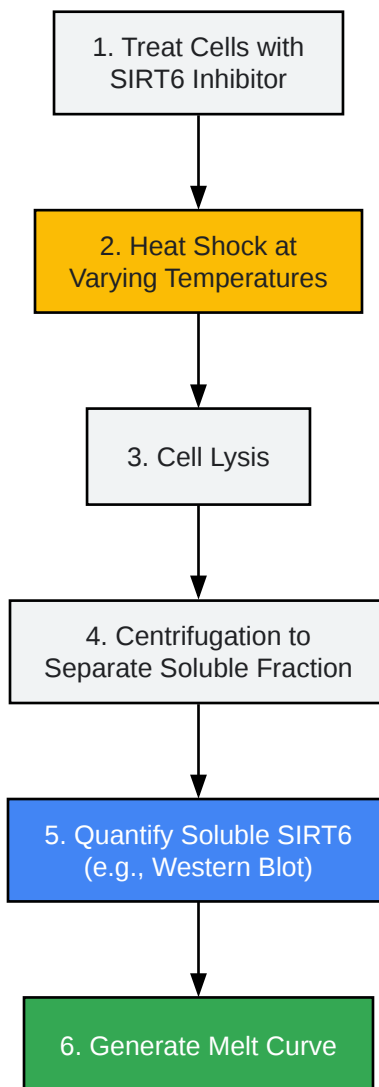 1. Treat Cells with
SIRT6 Inhibitor
2. Heat Shock at
Varying Temperatures
3. Cell Lysis
4. Centrifugation to
Separate Soluble Fraction
5. Quantify Soluble SIRT6
(e.g., Western Blot)
6. Generate Melt Curve